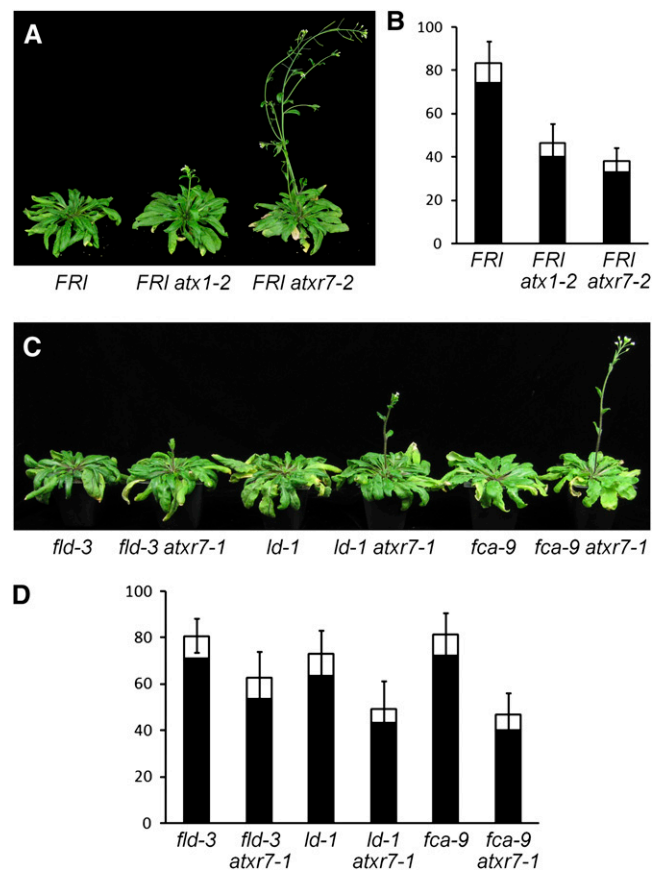 A
FRI
FRI atx1-2
FRI atxr7-2
B
100
80
60
40
20
0
FRI
FRI
atx1-2
FRI
atxr7-2
C
fld-3
fld-3 atxr7-1
ld-1
ld-1 atxr7-1
fca-9
fca-9 atxr7-1
D
100
80
60
40
20
0
fld-3
fld-3
atxr7-1
ld-1
ld-1
atxr7-1
fca-9
fca-9
atxr7-1